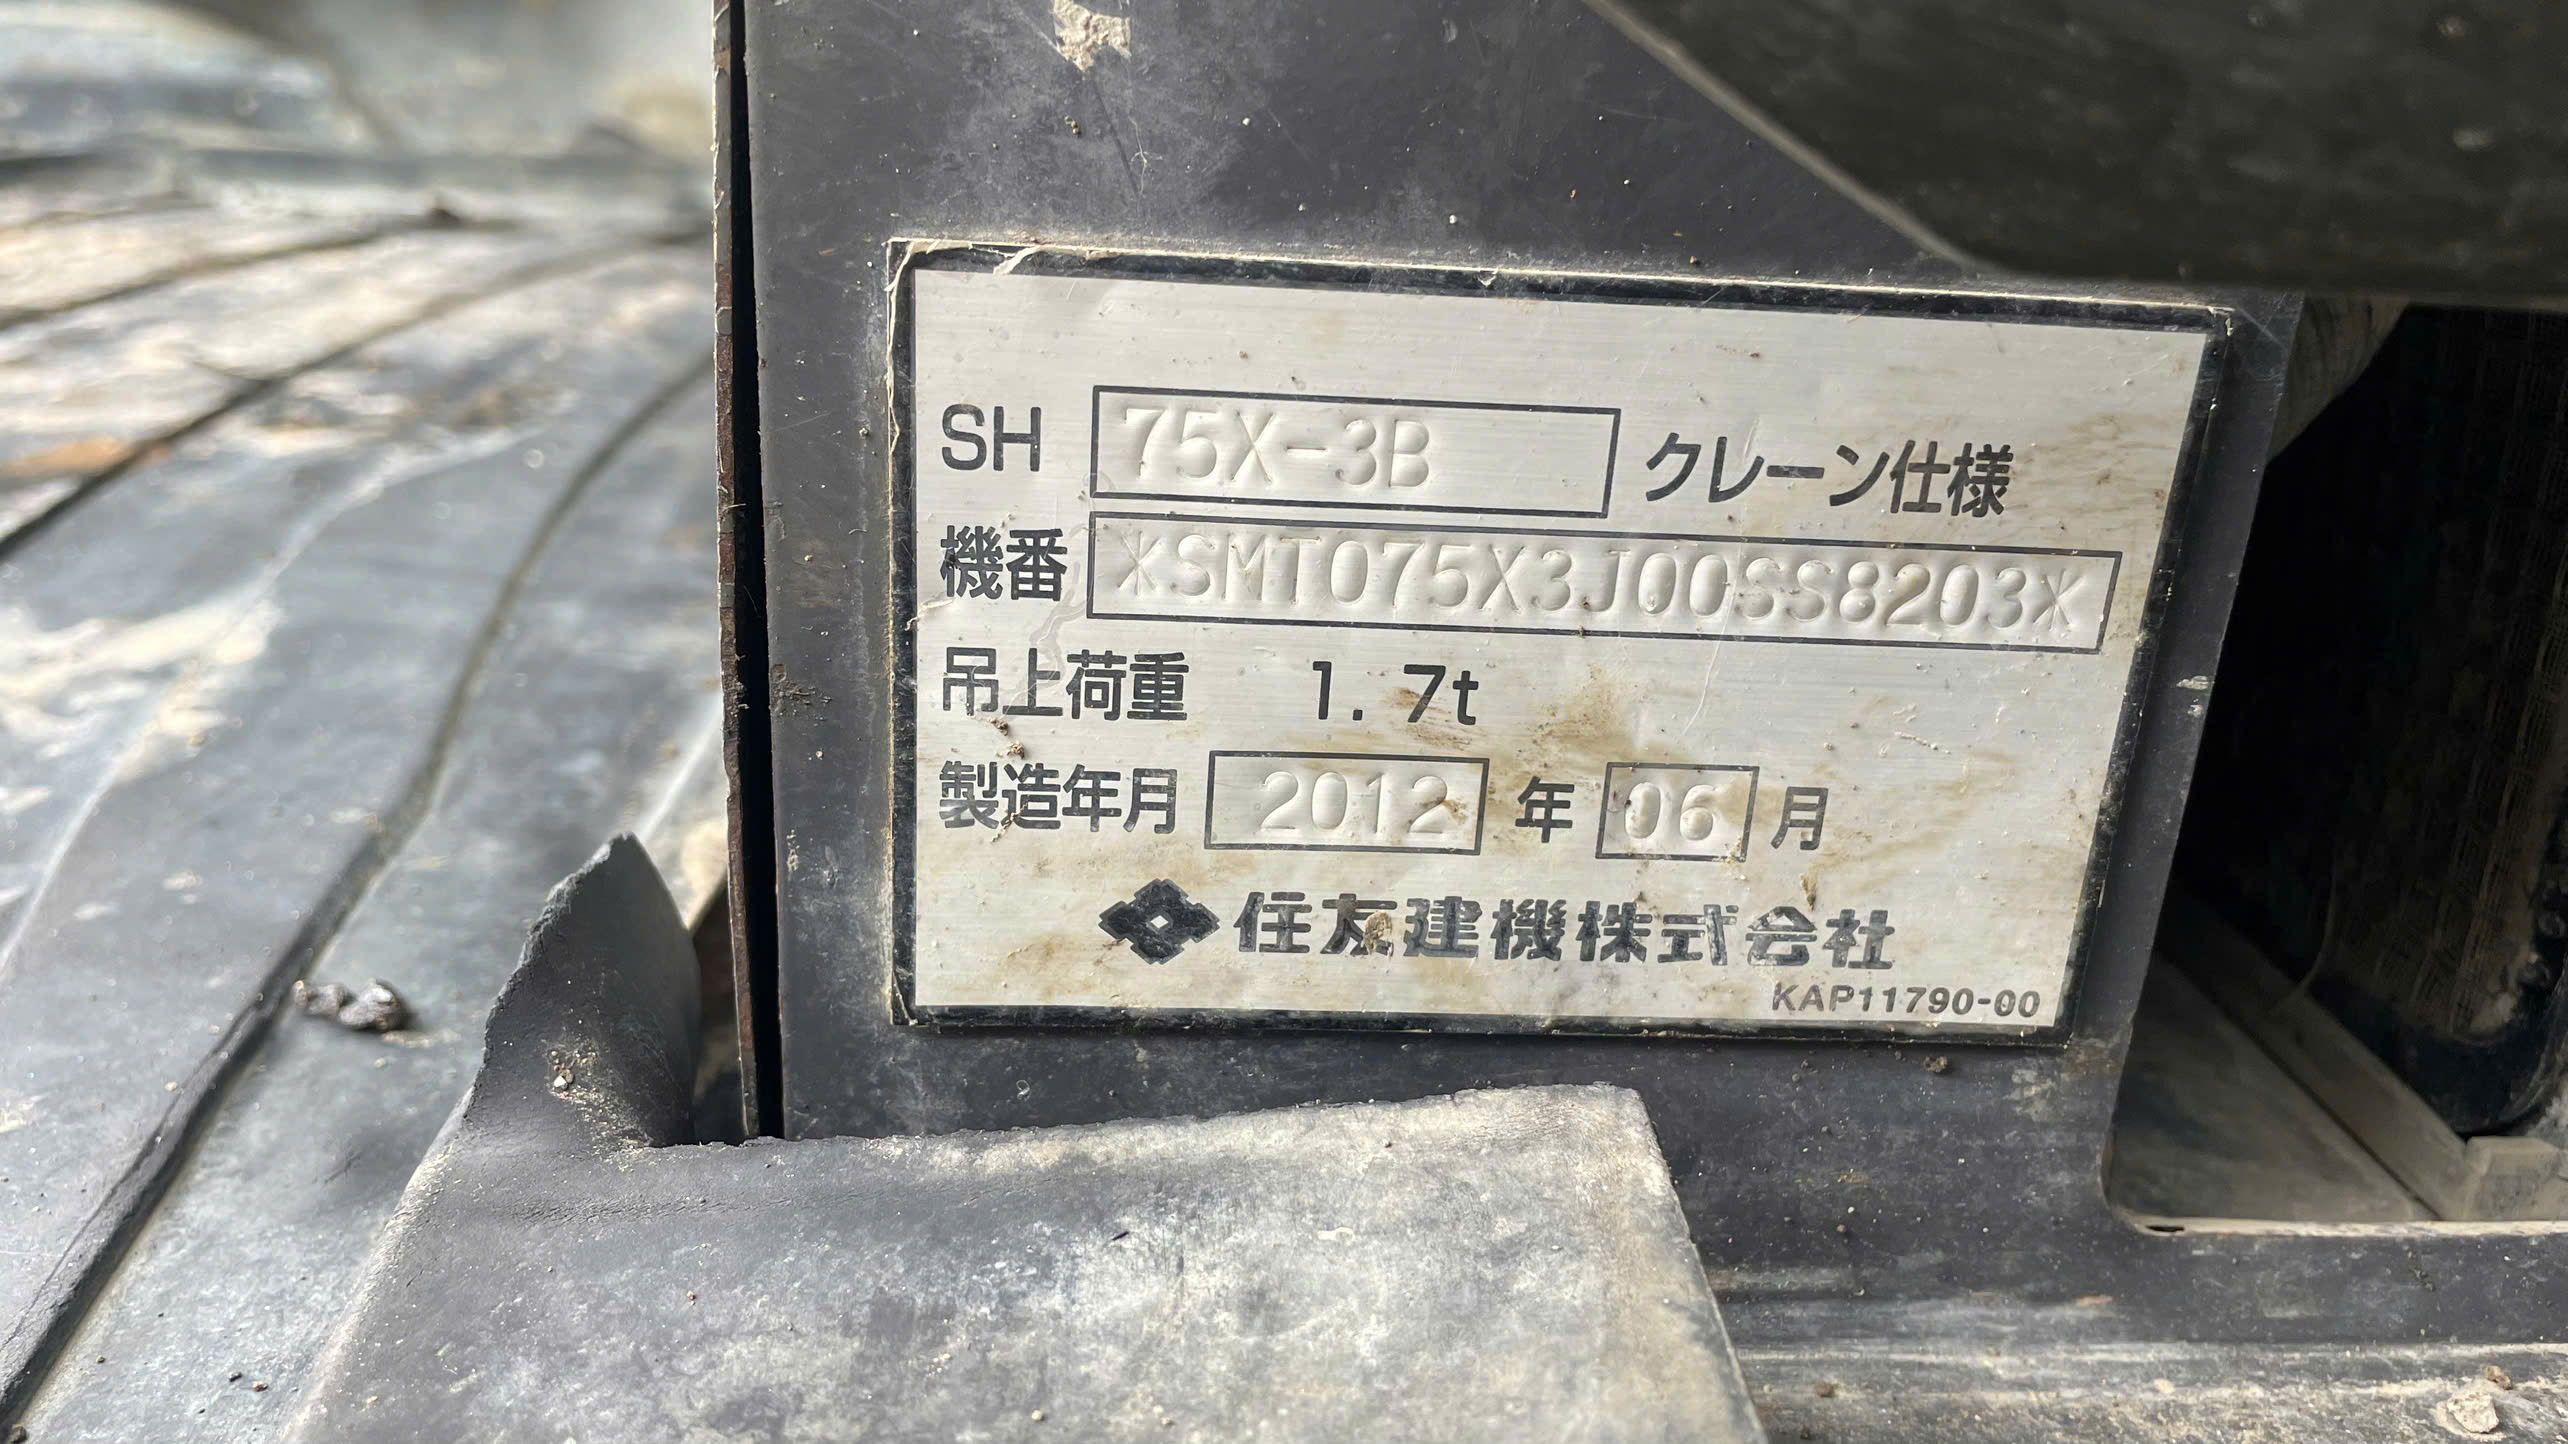 SH 75X-3B クレーン仕様
機番 *SMT075X3J00SS8203*
吊上荷重 1.7t
製造年月 2012 年 06 月
住友建機株式会社
KAP11790-00